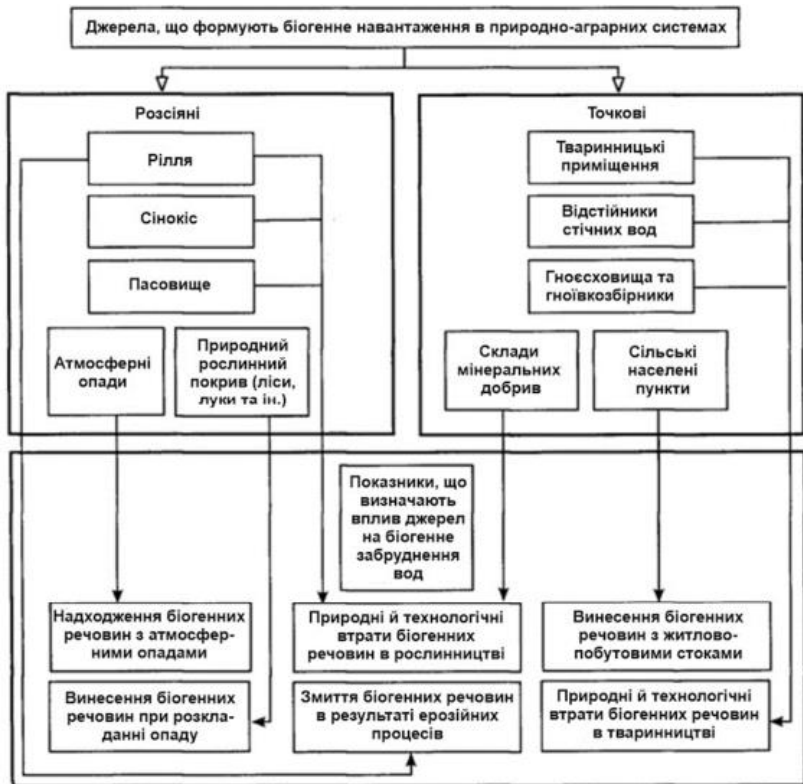 Джерела, що формують біогенне навантаження в природно-аграрних системах
Розсіяні
Рілля
Сінокіс
Пасовище
Атмосферні
опади
Природний
рослинний
покрив (ліси,
луки та ін.)
Точкові
Тваринницькі
приміщення
Відстійники
стічних вод
Гноєсховища та
гноївкозбірники
Склади
мінеральних
добрив
Сільські
населені
пункти
Показники, що
визначають
вплив джерел
на біогенне
забруднення
вод
Надходження біогенних
речовин з атмосфер-
ними опадами
Природні й технологічні
втрати біогенних
речовин в рослинництві
Винесення біогенних
речовин з житлово-
побутовими стоками
Винесення біогенних
речовин при розкла-
данні опаду
Змиття біогенних речовин
в результаті ерозійних
процесів
Природні й технологічні
втрати біогенних речовин
в тваринництві